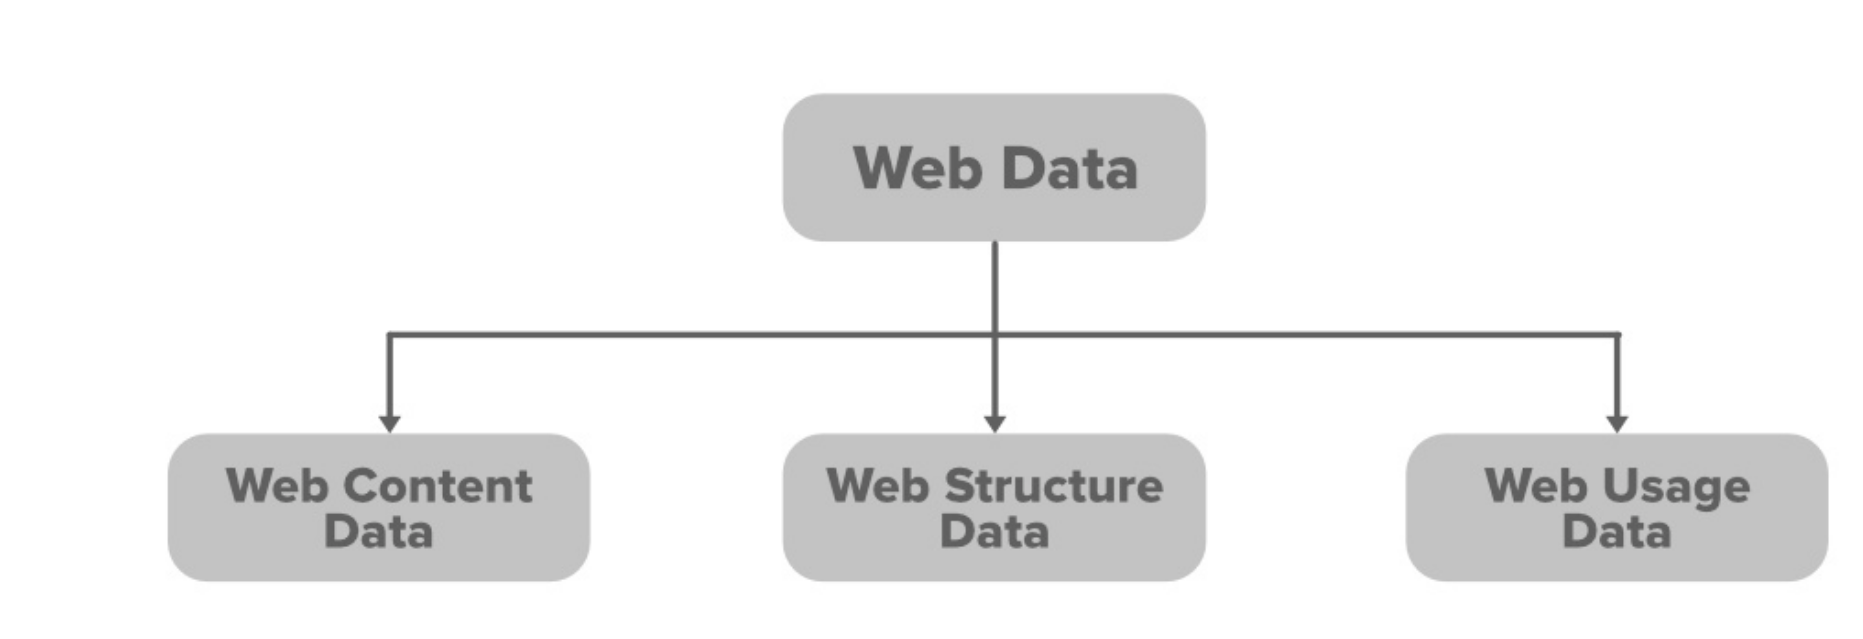 Web Data
Web Content
Data
Web Structure
Data
Web Usage
Data